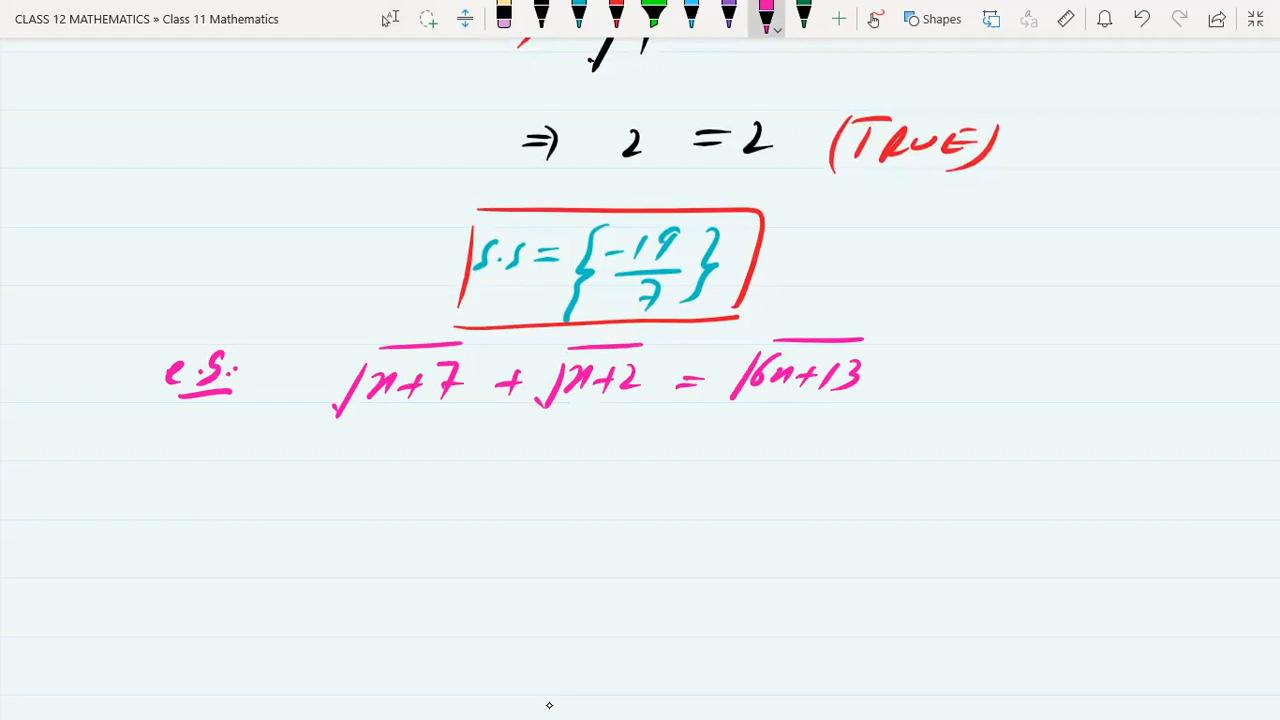 CLASS 12 MATHEMATICS » Class 11 Mathematics
Shapes
⇒ 2 = 2 (TRUE)
S.S = {-19/7}
e.g. √x+7 + √x+2 = √6x+13